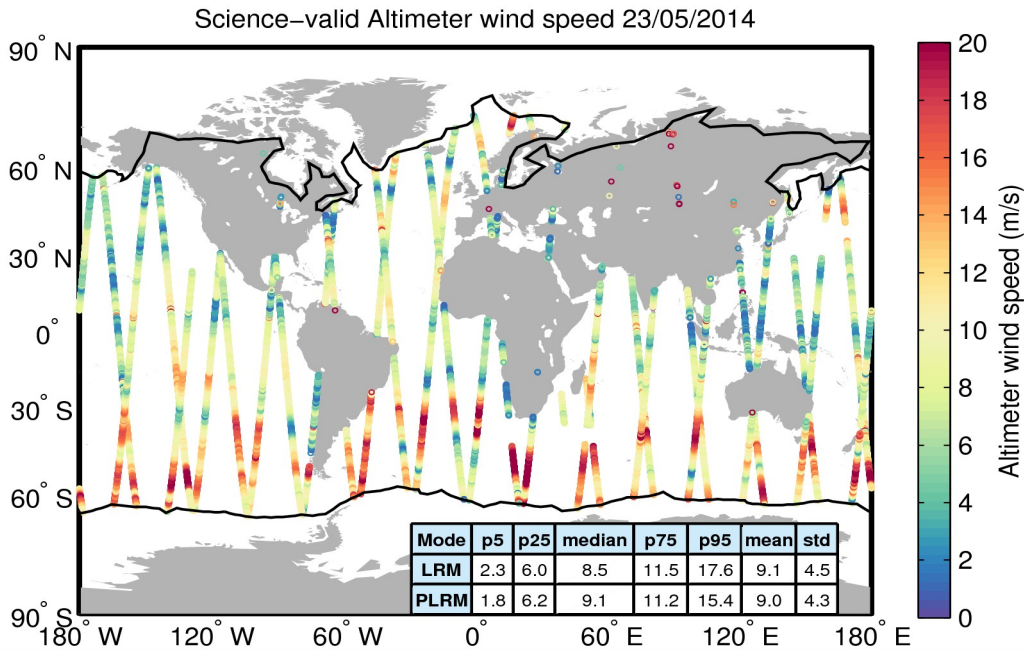 Science−valid Altimeter wind speed 23/05/2014
90° N
60° N
30° N
0°
30° S
60° S
90° S
180° W
120° W
60° W
0°
60° E
120° E
180° E
Mode p5 p25 median p75 p95 mean std
LRM 2.3 6.0 8.5 11.5 17.6 9.1 4.5
PLRM 1.8 6.2 9.1 11.2 15.4 9.0 4.3
20
18
16
14
12
10
8
6
4
2
0
Altimeter wind speed (m/s)